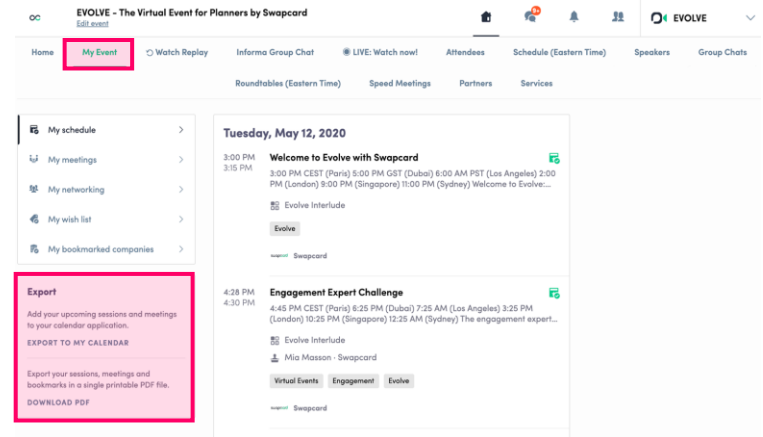 EVOLVE - The Virtual Event for Planners by Swapcard
Edit event
9+
EVOLVE
Home My Event Watch Replay Informa Group Chat LIVE: Watch now! Attendees Schedule (Eastern Time) Speakers Group Chats
Roundtables (Eastern Time) Speed Meetings Partners Services
My schedule
My meetings
My networking
My wish list
My bookmarked companies
Export
Add your upcoming sessions and meetings
to your calendar application.
EXPORT TO MY CALENDAR
Export your sessions, meetings and
bookmarks in a single printable PDF file.
DOWNLOAD PDF
Tuesday, May 12, 2020
3:00 PM Welcome to Evolve with Swapcard
3:15 PM
3:00 PM CEST (Paris) 5:00 PM GST (Dubai) 6:00 AM PST (Los Angeles) 2:00
PM (London) 9:00 PM (Singapore) 11:00 PM (Sydney) Welcome to Evolve:...
Evolve Interlude
Evolve
swapcard Swapcard
4:28 PM Engagement Expert Challenge
4:30 PM
4:45 PM CEST (Paris) 6:25 PM (Dubai) 7:25 AM (Los Angeles) 3:25 PM
(London) 10:25 PM (Singapore) 12:25 AM (Sydney) The engagement expert...
Evolve Interlude
Mia Masson - Swapcard
Virtual Events Engagement Evolve
swapcard Swapcard